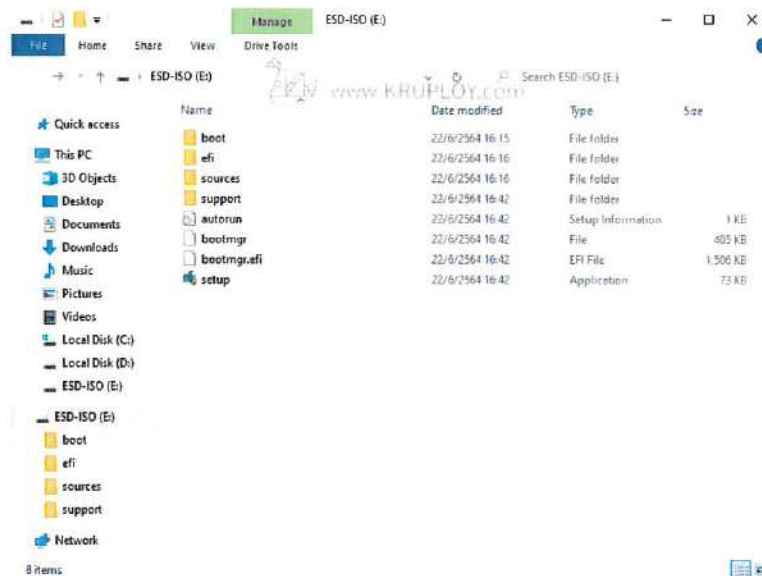 Manage ESD-ISO (E:)
File Home Share View Drive Tools
ESD-ISO (E:) Search ESD-ISO (E:)
www.KRUPLOY.com
Name Date modified Type Size
Quick access
This PC
3D Objects
Desktop
Documents
Downloads
Music
Pictures
Videos
Local Disk (C:)
Local Disk (D:)
ESD-ISO (E:)
ESD-ISO (E:)
boot
efi
sources
support
Network
boot 22/6/2564 16:15 File folder
efi 22/6/2564 16:16 File folder
sources 22/6/2564 16:16 File folder
support 22/6/2564 16:42 File folder
autorun 22/6/2564 16:42 Setup Information 1 KB
bootmgr 22/6/2564 16:42 File 405 KB
bootmgr.efi 22/6/2564 16:42 EFI File 1,506 KB
setup 22/6/2564 16:42 Application 73 KB
8 items